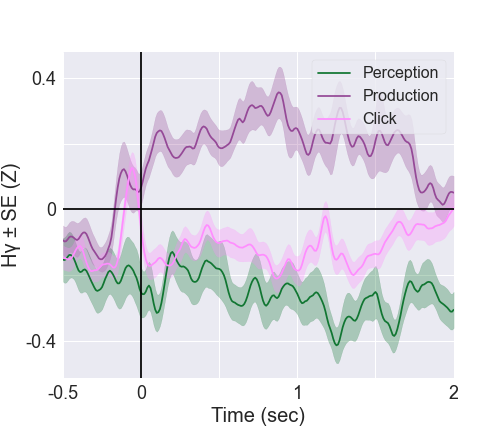 Perception
Production
Click
Hγ ± SE (Z)
0.4
0
-0.4
-0.5
0
1
2
Time (sec)